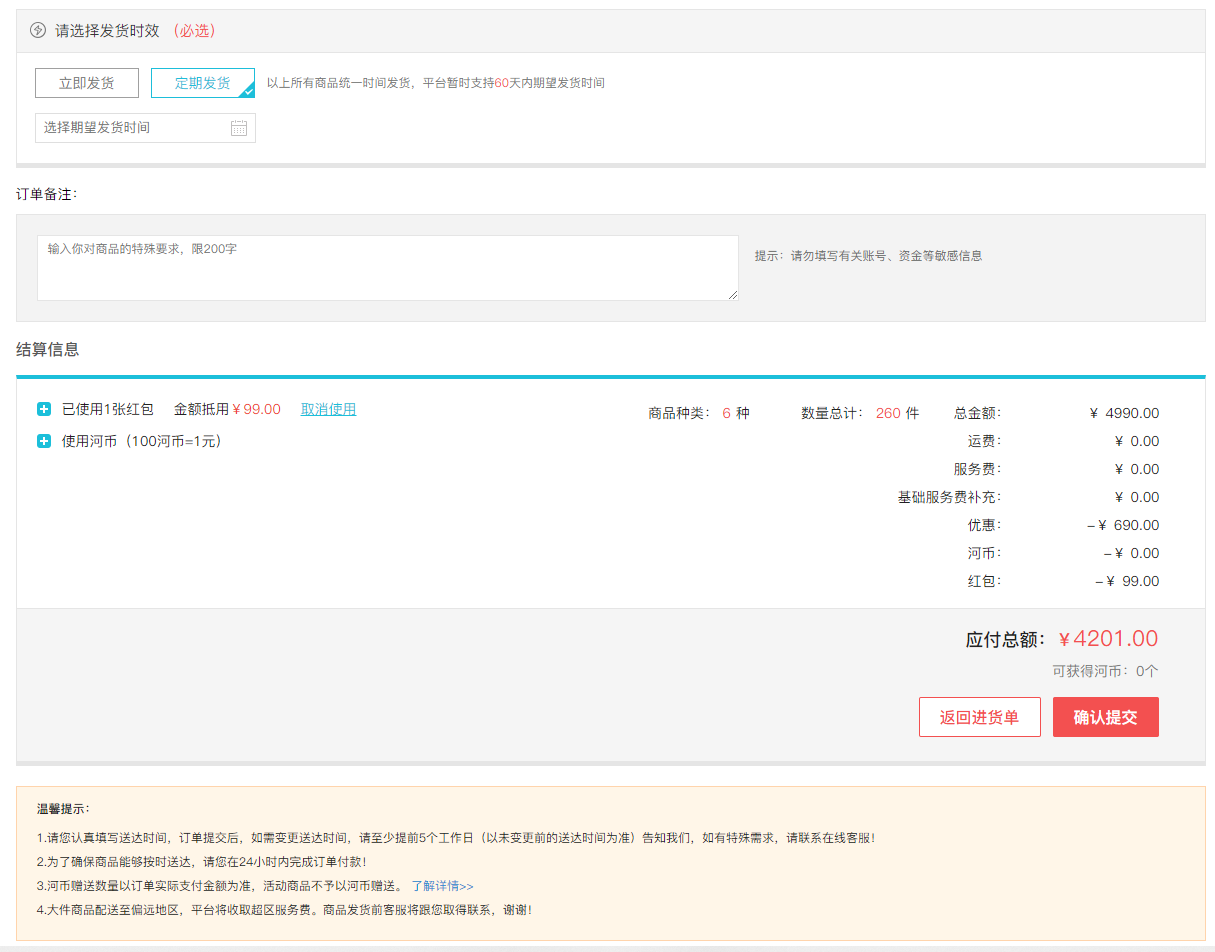 请选择发货时效 （必选）
立即发货 定期发货 以上所有商品统一时间发货，平台暂时支持60天内期望发货时间
选择期望发货时间
订单备注：
输入你对商品的特殊要求，限200字
提示：请勿填写有关账号、资金等敏感信息
结算信息
已使用1张红包 金额抵用￥99.00 取消使用
使用河币（100河币=1元）
商品种类： 6 种 数量总计： 260 件 总金额： ￥ 4990.00
运费： ￥ 0.00
服务费： ￥ 0.00
基础服务费补充： ￥ 0.00
优惠： –￥ 690.00
河币： –￥ 0.00
红包： –￥ 99.00
应付总额： ￥4201.00
可获得河币：0个
返回进货单 确认提交
温馨提示：
1.请您认真填写送达时间，订单提交后，如需变更送达时间，请至少提前5个工作日（以未变更前的送达时间为准）告知我们，如有特殊需求，请联系在线客服！
2.为了确保商品能够按时送达，请您在24小时内完成订单付款！
3.河币赠送数量以订单实际支付金额为准，活动商品不予以河币赠送。 了解详情>>
4.大件商品配送至偏远地区，平台将收取超区服务费。商品发货前客服将跟您取得联系，谢谢！